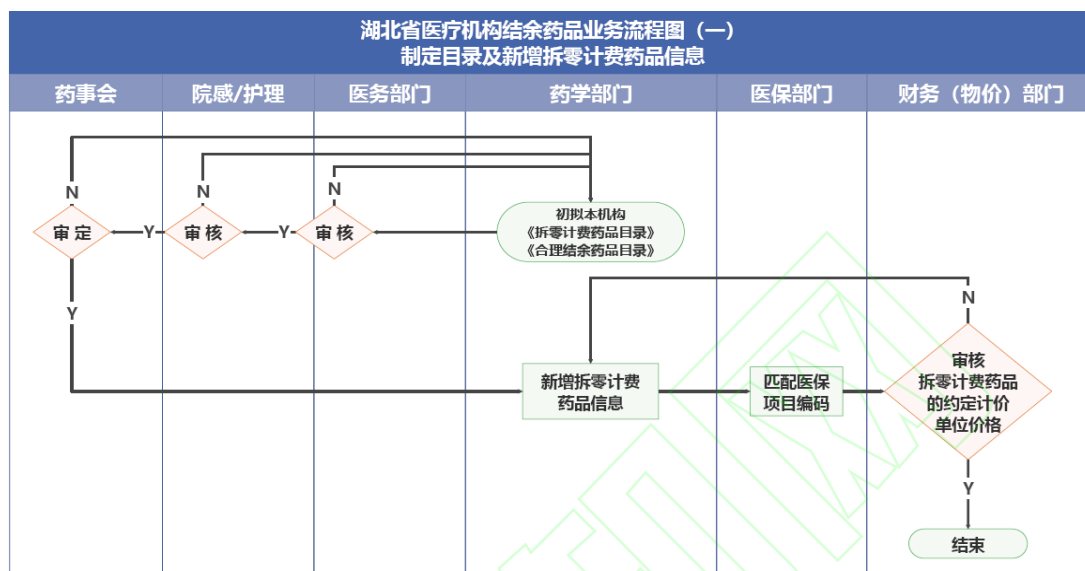 湖北省医疗机构结余药品业务流程图（一）
制定目录及新增拆零计费药品信息
药事会
院感/护理
医务部门
药学部门
医保部门
财务（物价）部门
N
N
N
审定
Y
审核
Y
审核
初拟本机构
《拆零计费药品目录》
《合理结余药品目录》
Y
N
新增拆零计费
药品信息
匹配医保
项目编码
审核
拆零计费药品
的约定计价
单位价格
Y
结束